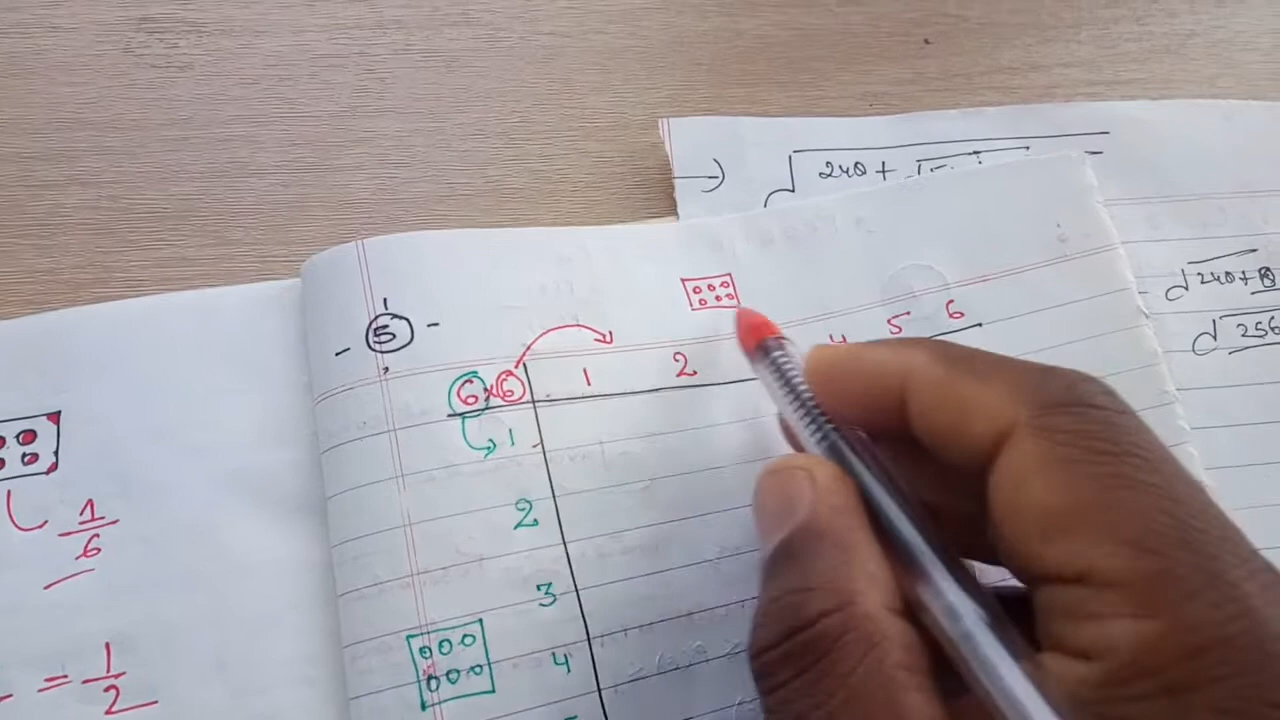 √240 + √
√240+
√256
- 5 -
6×6 1 2 4 5 6
1
2
3
4
1/6
= 1/2